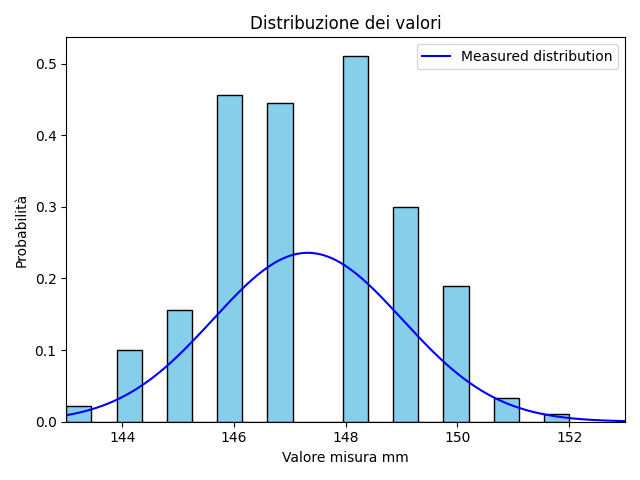 Distribuzione dei valori
Measured distribution
0.5
0.4
0.3
0.2
0.1
0.0
Probabilità
144 146 148 150 152
Valore misura mm